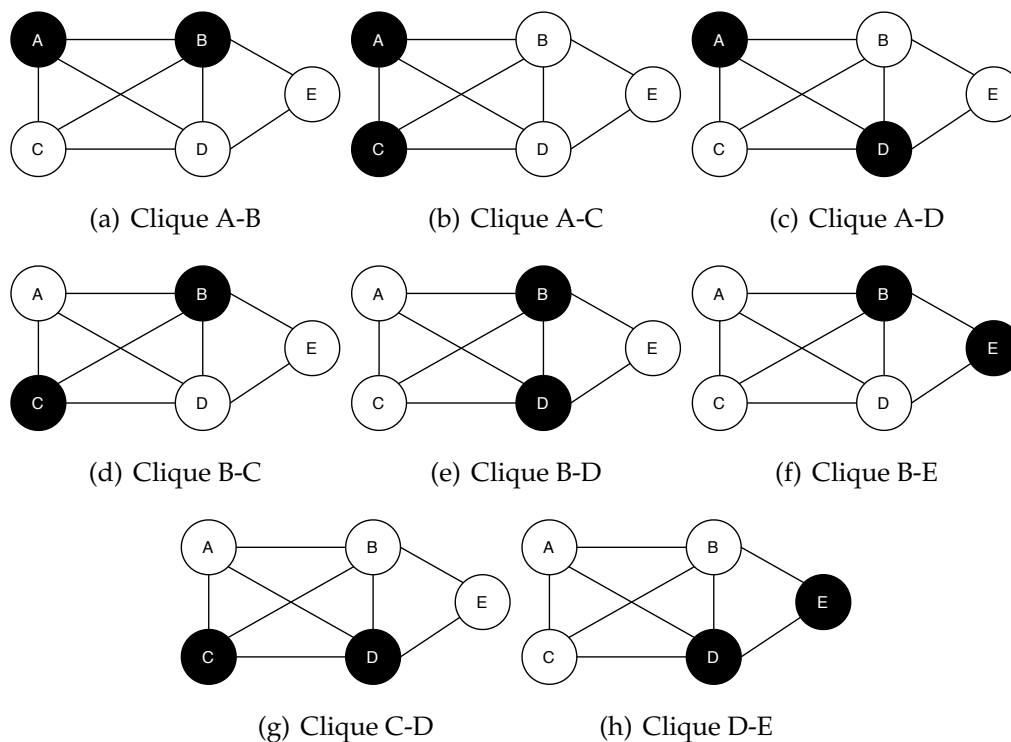 A B A B A B
E E E
C D C D C D
(a) Clique A-B (b) Clique A-C (c) Clique A-D
A B A B A B
E E E
C D C D C D
(d) Clique B-C (e) Clique B-D (f) Clique B-E
A B A B
E E
C D C D
(g) Clique C-D (h) Clique D-E